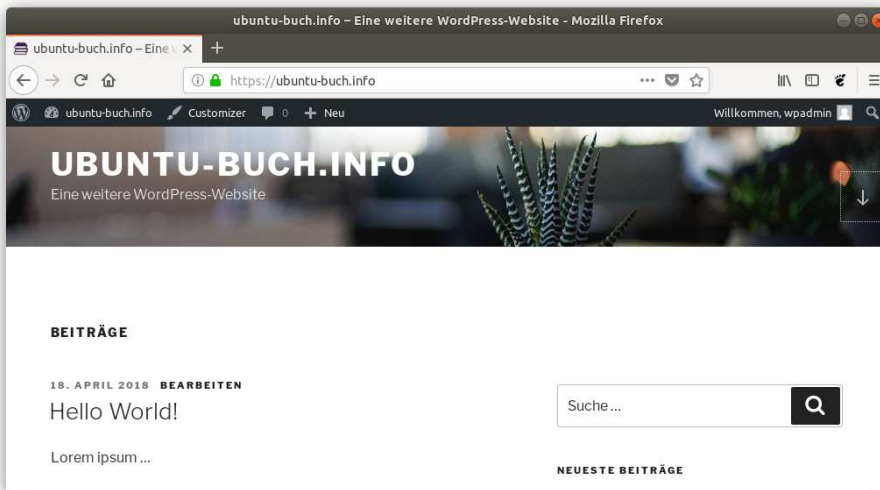 ubuntu-buch.info – Eine weitere WordPress-Website - Mozilla Firefox
ubuntu-buch.info – Eine
https://ubuntu-buch.info
ubuntu-buch.info Customizer 0 Neu Willkommen, wpadmin
UBUNTU-BUCH.INFO
Eine weitere WordPress-Website
BEITRÄGE
18. APRIL 2018 BEARBEITEN
Hello World!
Suche ...
Lorem ipsum ...
NEUESTE BEITRÄGE